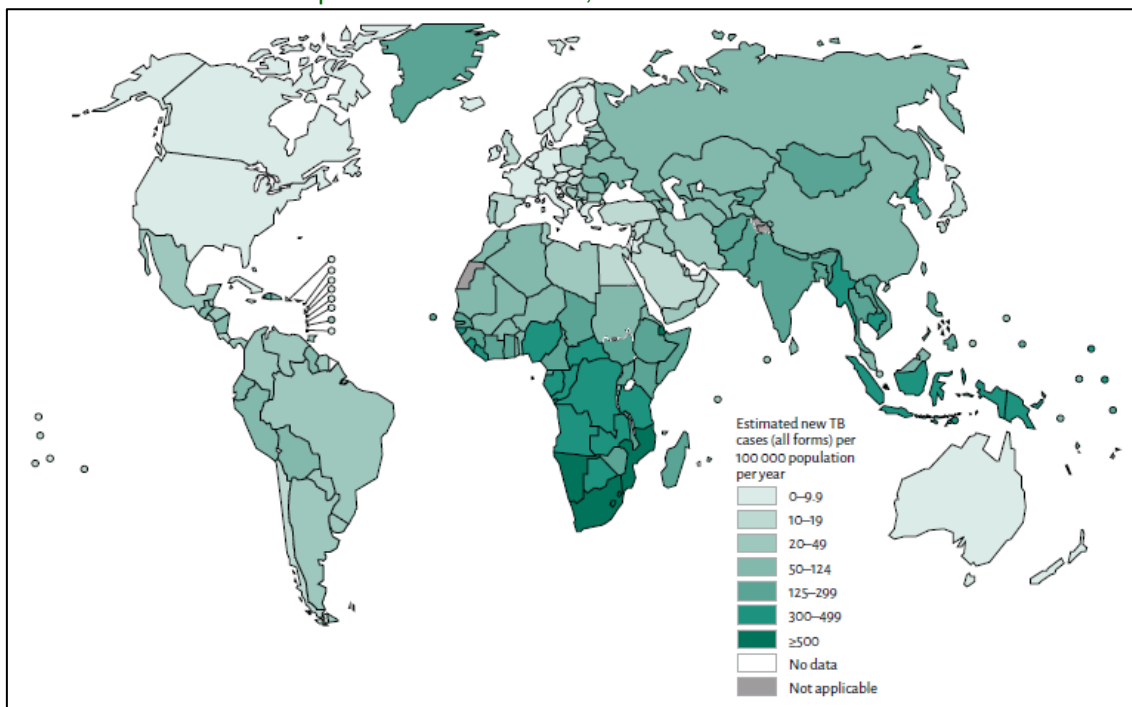 Estimated new TB
cases (all forms) per
100 000 population
per year
0–9.9
10–19
20–49
50–124
125–299
300–499
≥500
No data
Not applicable